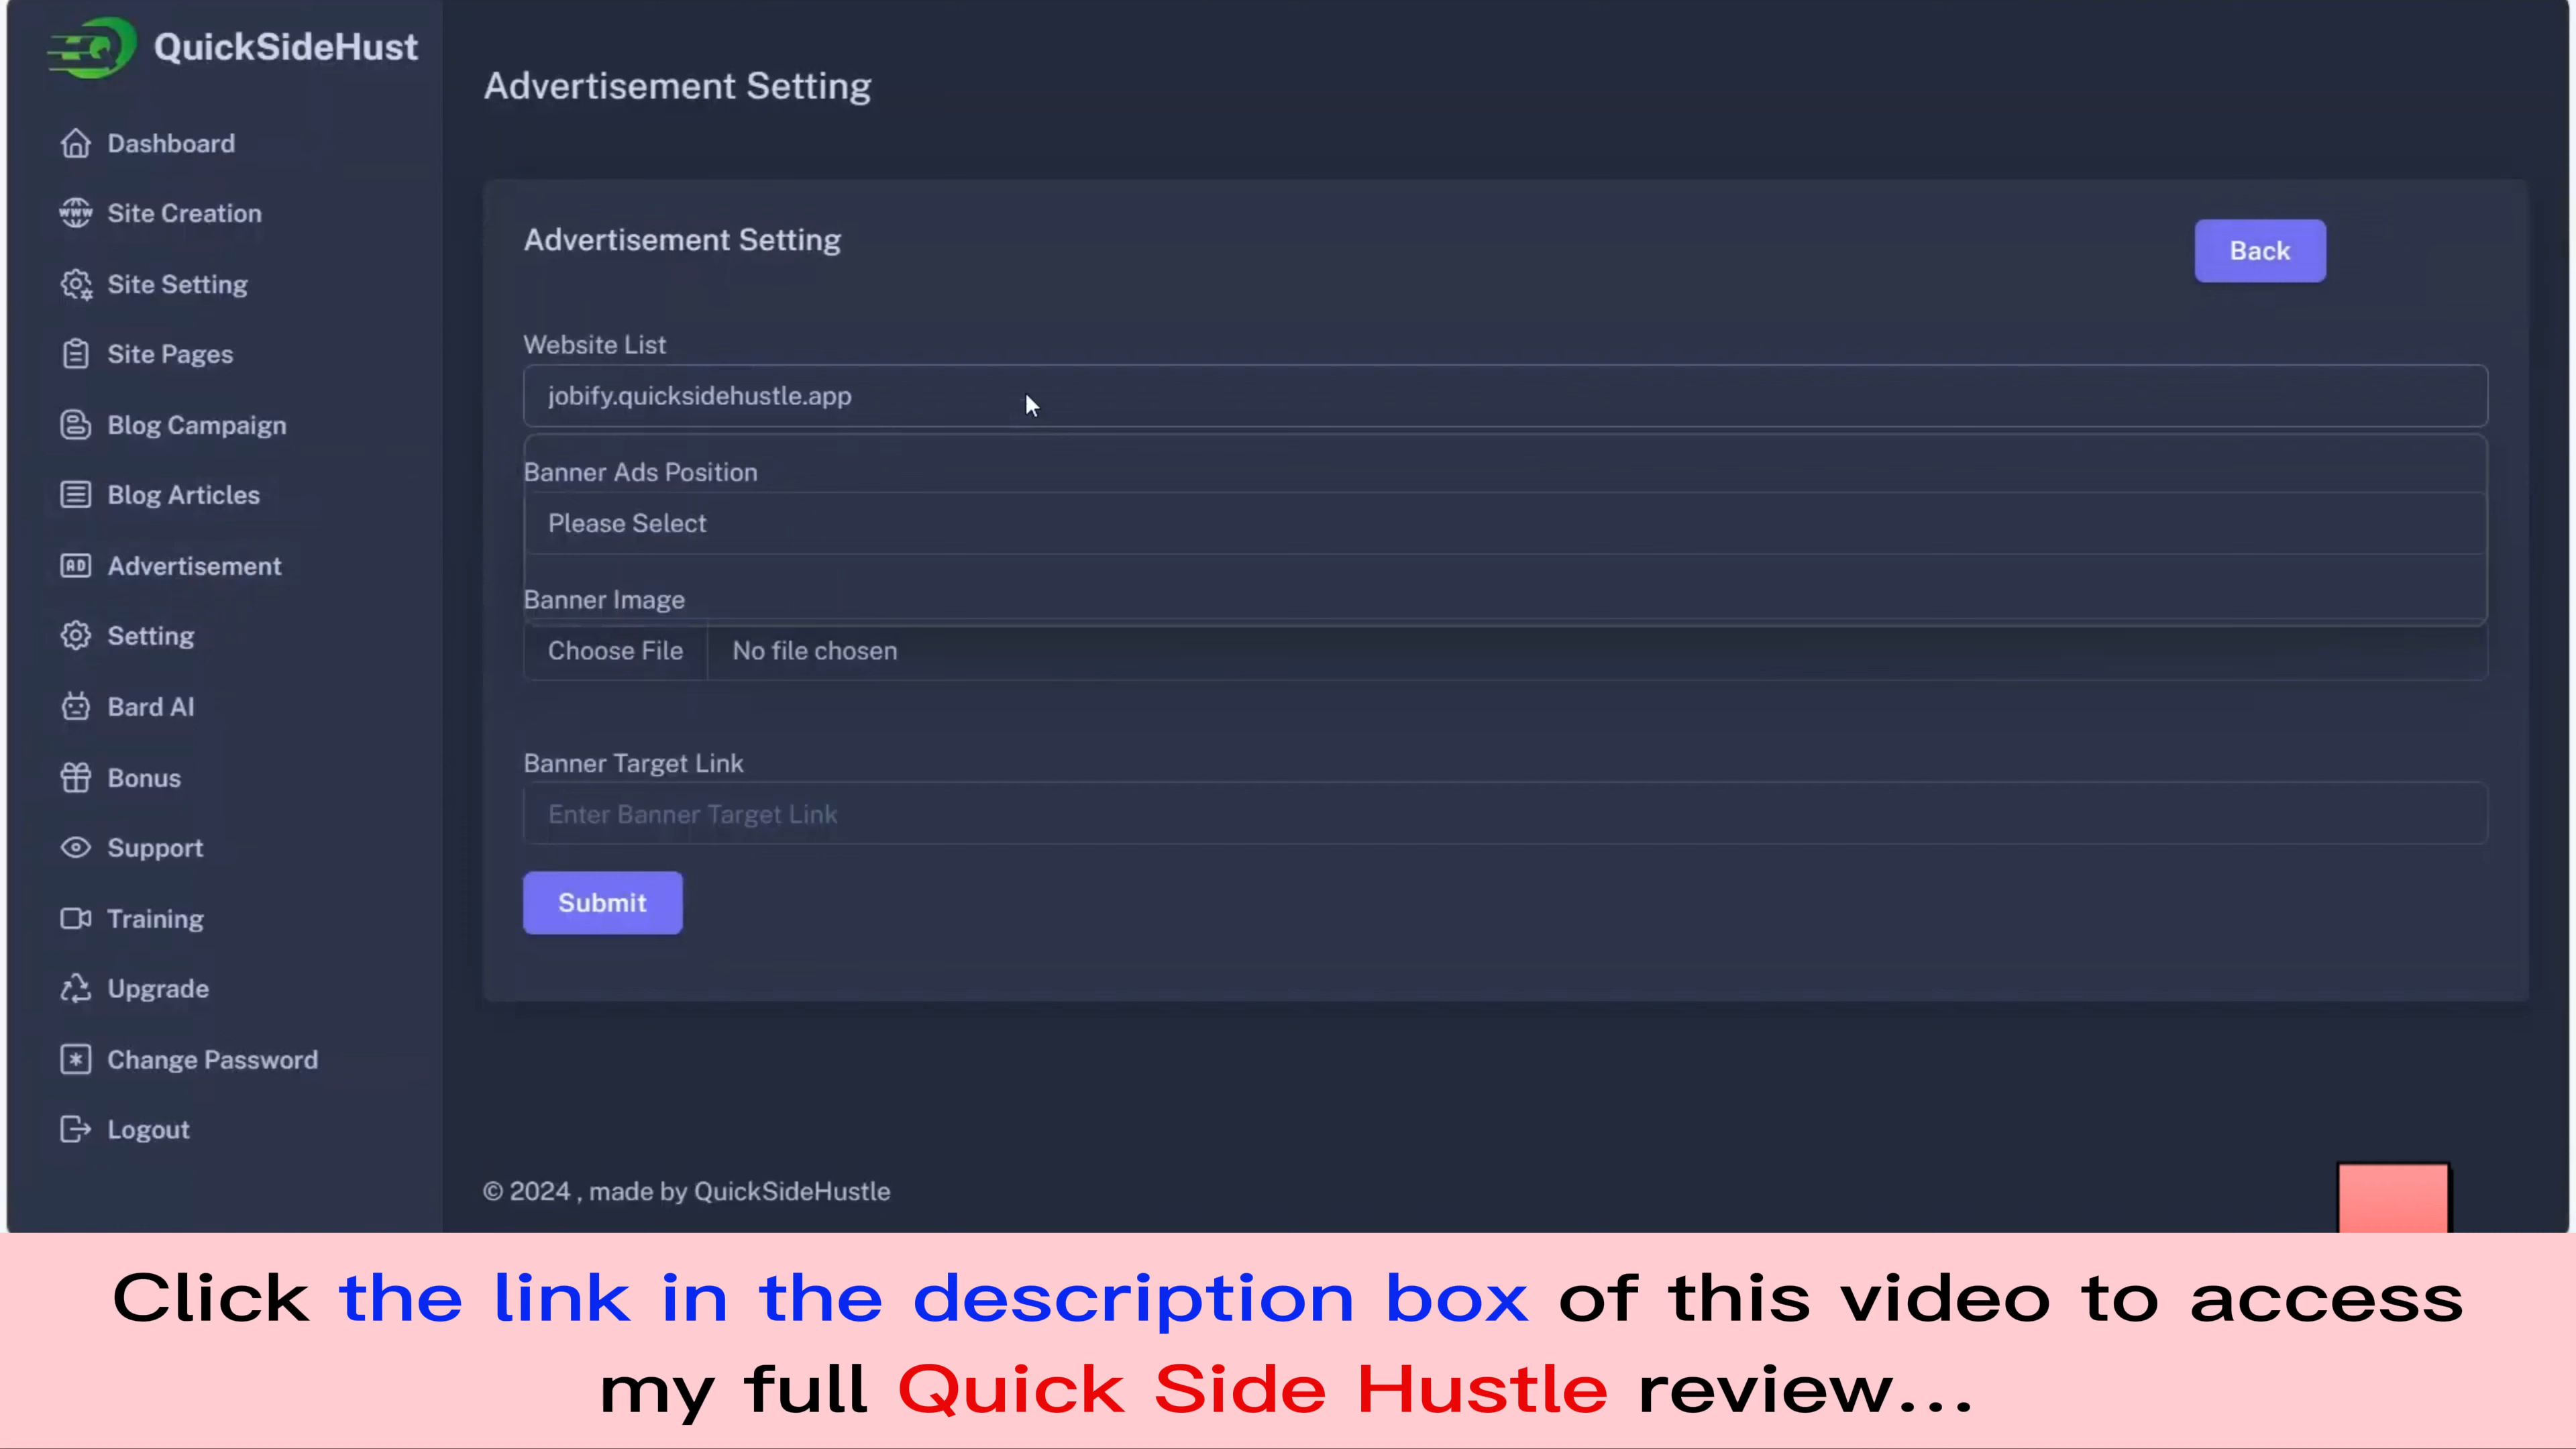 QuickSideHust
Dashboard
Site Creation
Site Setting
Site Pages
Blog Campaign
Blog Articles
Advertisement
Setting
Bard AI
Bonus
Support
Training
Upgrade
Change Password
Logout
Advertisement Setting
Advertisement Setting
Back
Website List
jobify.quicksidehustle.app
Banner Ads Position
Please Select
Banner Image
Choose File No file chosen
Banner Target Link
Enter Banner Target Link
Submit
© 2024 , made by QuickSideHustle
Click the link in the description box of this video to access
my full Quick Side Hustle review...